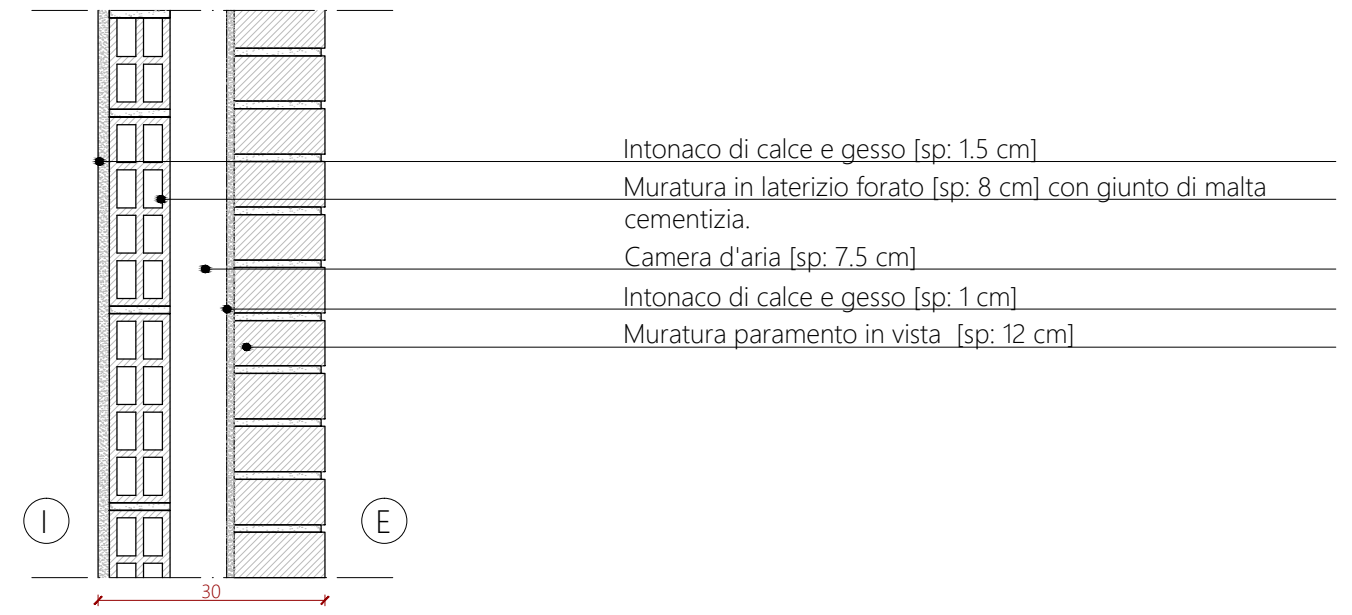 Intonaco di calce e gesso [sp: 1.5 cm]
Muratura in laterizio forato [sp: 8 cm] con giunto di malta
cementizia.
Camera d'aria [sp: 7.5 cm]
Intonaco di calce e gesso [sp: 1 cm]
Muratura paramento in vista [sp: 12 cm]
I
E
30